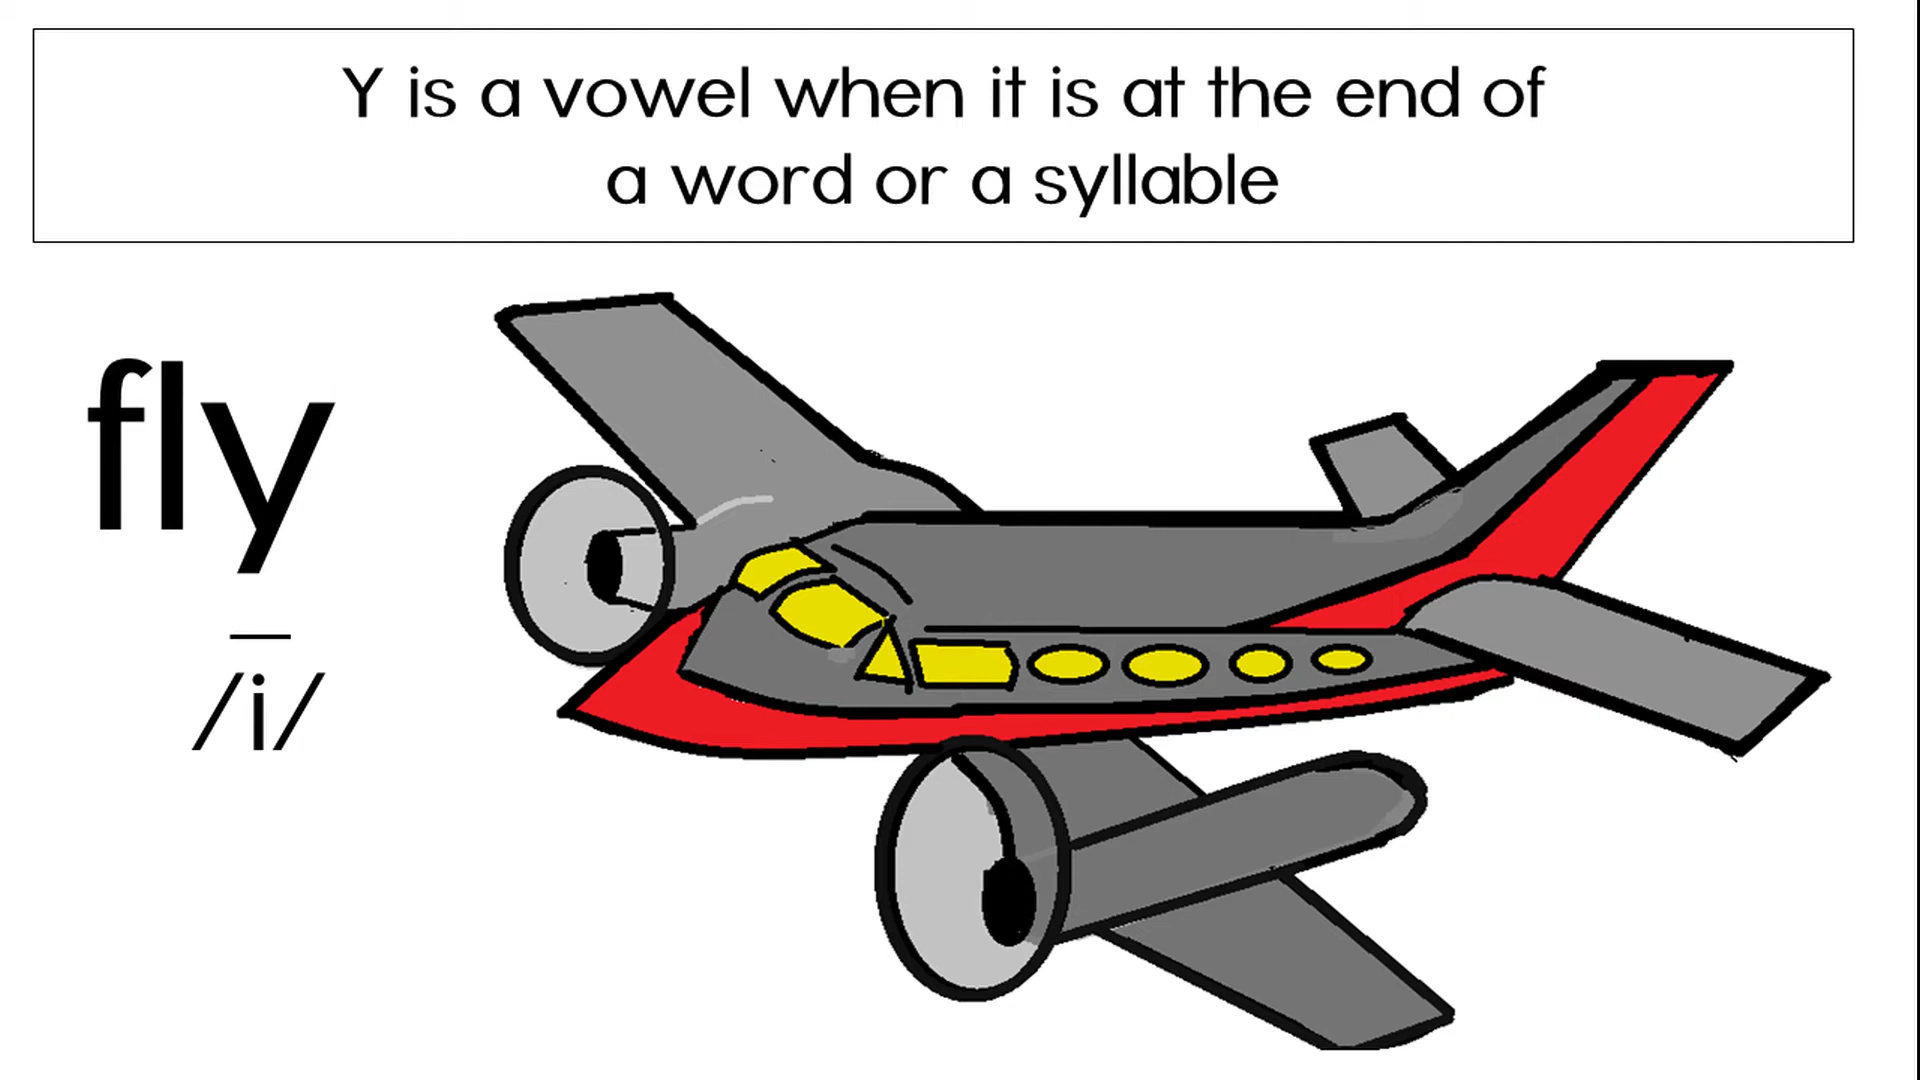 Y is a vowel when it is at the end of
a word or a syllable
fly
/ī/